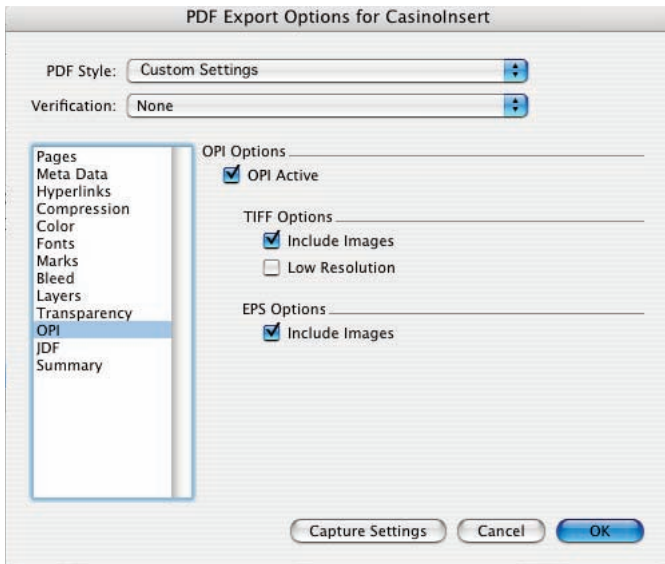 PDF Export Options for CasinoInsert
PDF Style: Custom Settings
Verification: None
Pages
Meta Data
Hyperlinks
Compression
Color
Fonts
Marks
Bleed
Layers
Transparency
OPI
JDF
Summary
OPI Options
OPI Active
TIFF Options
Include Images
Low Resolution
EPS Options
Include Images
Capture Settings Cancel OK